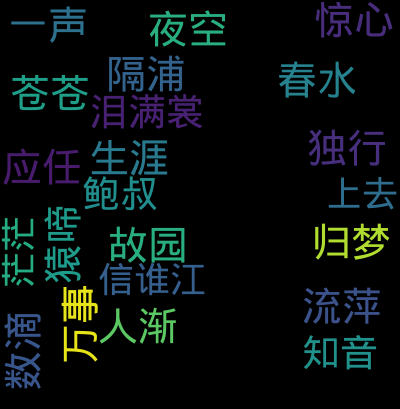 一声
夜空
惊心
隔浦
春水
苍苍
泪满裳
独行
应任
生涯
鲍叔
上去
茫茫
猿啼
故园
归梦
信谁江
万事
数滴
人渐
流萍
知音